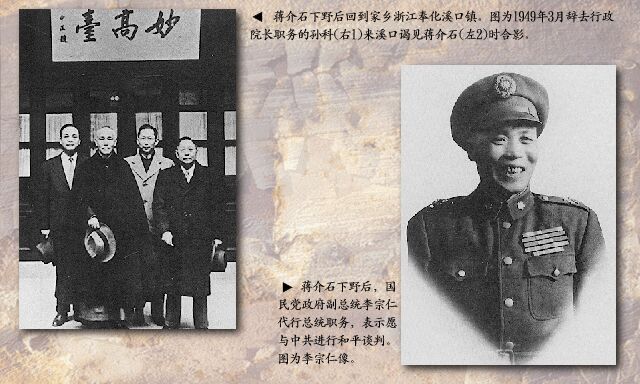 妙高臺
中正題
◀ 蒋介石下野后回到家乡浙江奉化溪口镇。图为1949年3月辞去行政
院长职务的孙科(右1)来溪口谒见蒋介石(左2)时合影。
▶ 蒋介石下野后，国
民党政府副总统李宗仁
代行总统职务，表示愿
与中共进行和平谈判。
图为李宗仁像。